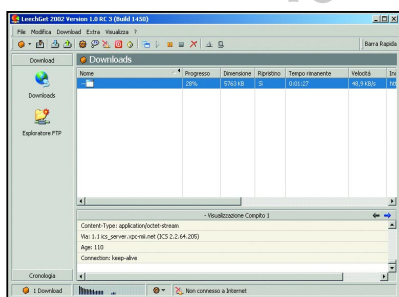 LeechGet 2002 Version 1.0 RC 3 (Build 1450)
File Modifica Download Extra Visualizza ?
Barra Rapida
Download
Downloads
Nome Progresso Dimensione Ripristino Tempo rimanente Velocità
28% 5763 KB Si 0:01:27 48,9 KB/s
Downloads
Esploratore FTP
- Visualizzazione Compito 1
Content-Type: application/octet-stream
Via: 1.1 ics_server.xpc-mii.net (ICS 2.2.64.205)
Age: 110
Connection: keep-alive
Cronologia
1 Download
Non connesso a Internet